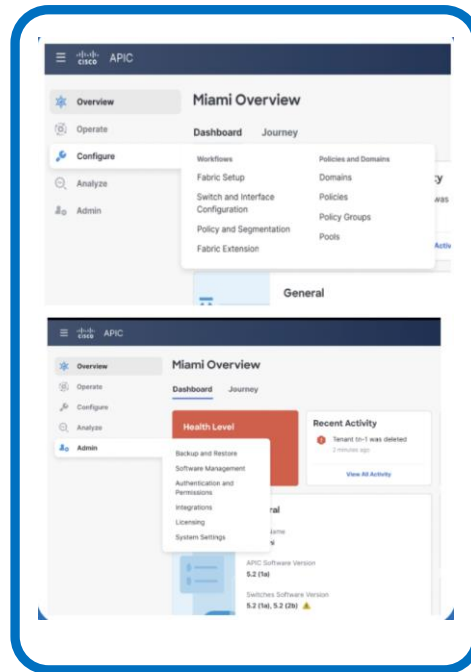 cisco APIC
Overview
Operate
Configure
Analyze
Admin
Miami Overview
Dashboard Journey
Workflows
Fabric Setup
Switch and Interface
Configuration
Policy and Segmentation
Fabric Extension
Policies and Domains
Domains
Policies
Policy Groups
Pools
was
General
cisco APIC
Overview
Operate
Configure
Analyze
Admin
Miami Overview
Dashboard Journey
Health Level
Recent Activity
Tenant tn-1 was deleted
2 minutes ago
View All Activity
Backup and Restore
Software Management
Authentication and
Permissions
Integrations
Licensing
System Settings
ral
APIC Software Version
5.2 (1a)
Switches Software Version
5.2 (1a), 5.2 (2b)